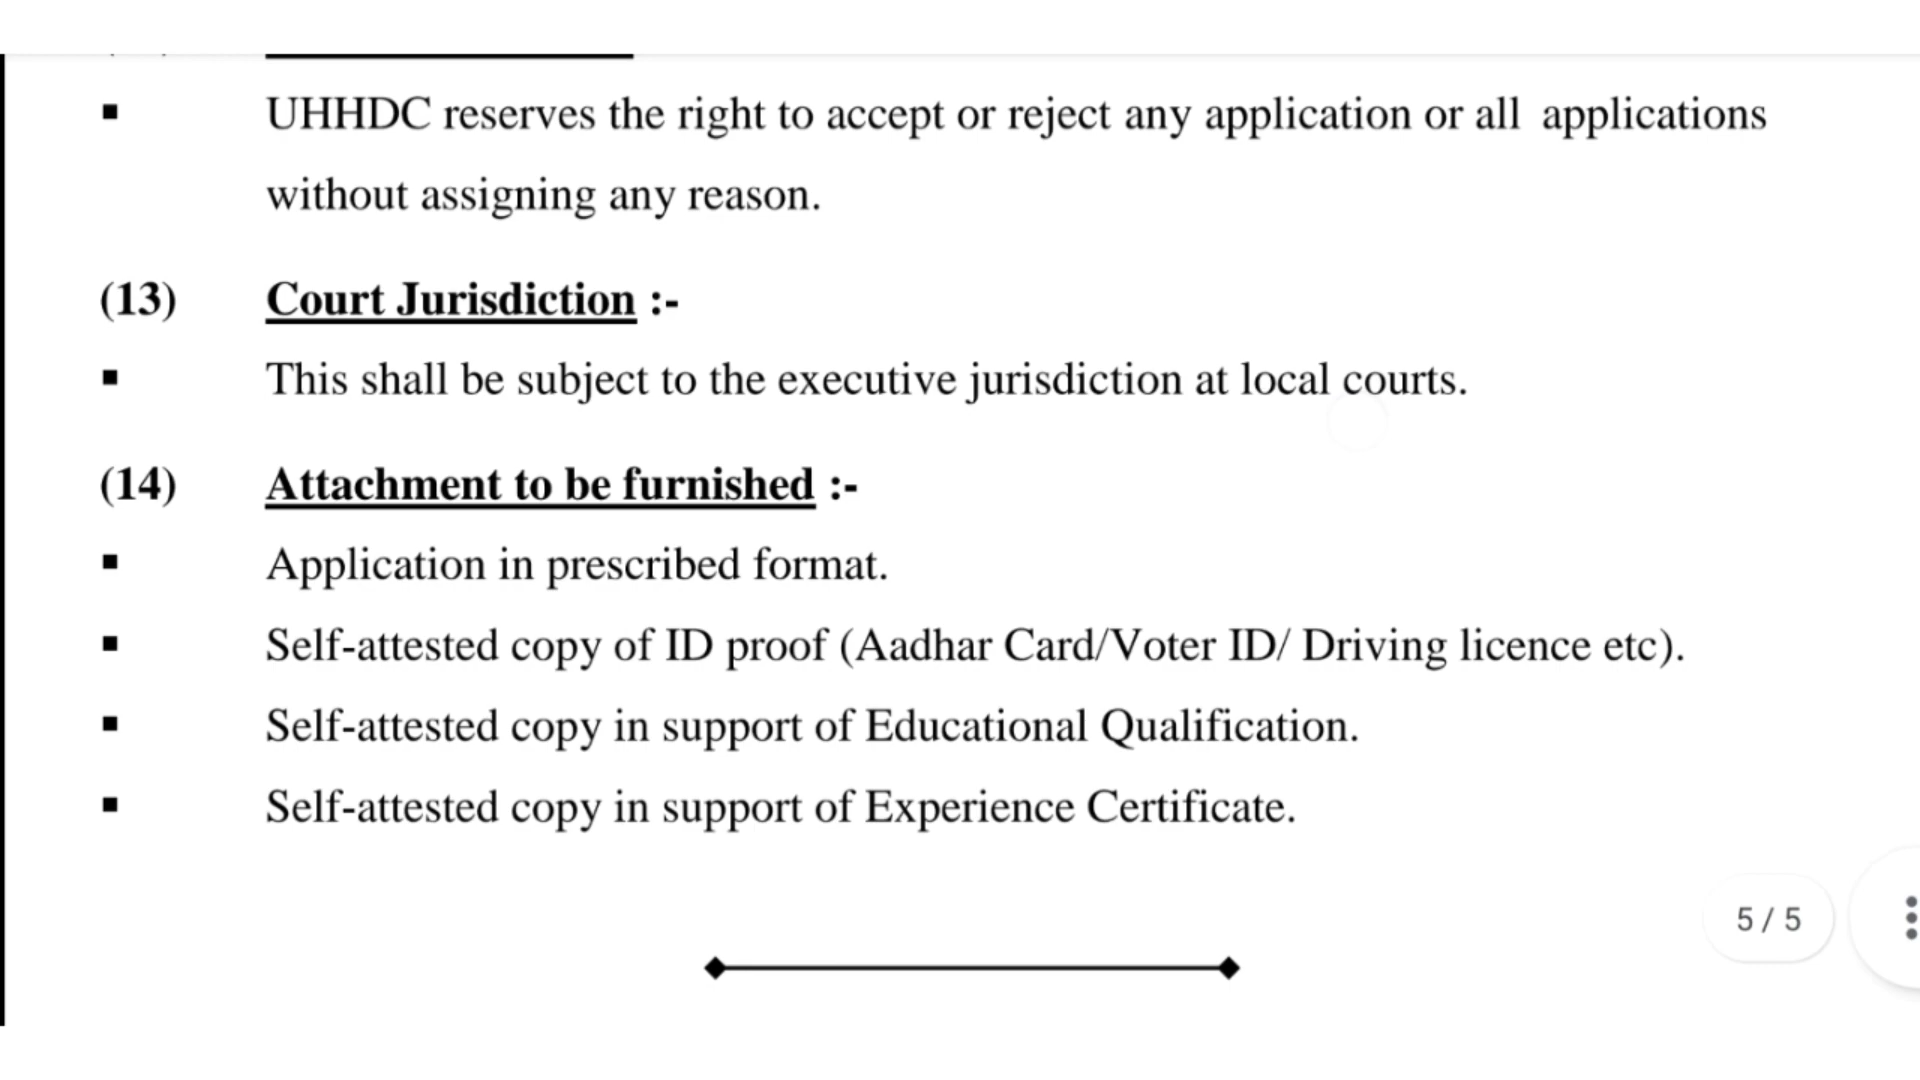 ▪ UHHDC reserves the right to accept or reject any application or all applications
without assigning any reason.
(13) Court Jurisdiction :-
▪ This shall be subject to the executive jurisdiction at local courts.
(14) Attachment to be furnished :-
▪ Application in prescribed format.
▪ Self-attested copy of ID proof (Aadhar Card/Voter ID/ Driving licence etc).
▪ Self-attested copy in support of Educational Qualification.
▪ Self-attested copy in support of Experience Certificate.
5 / 5